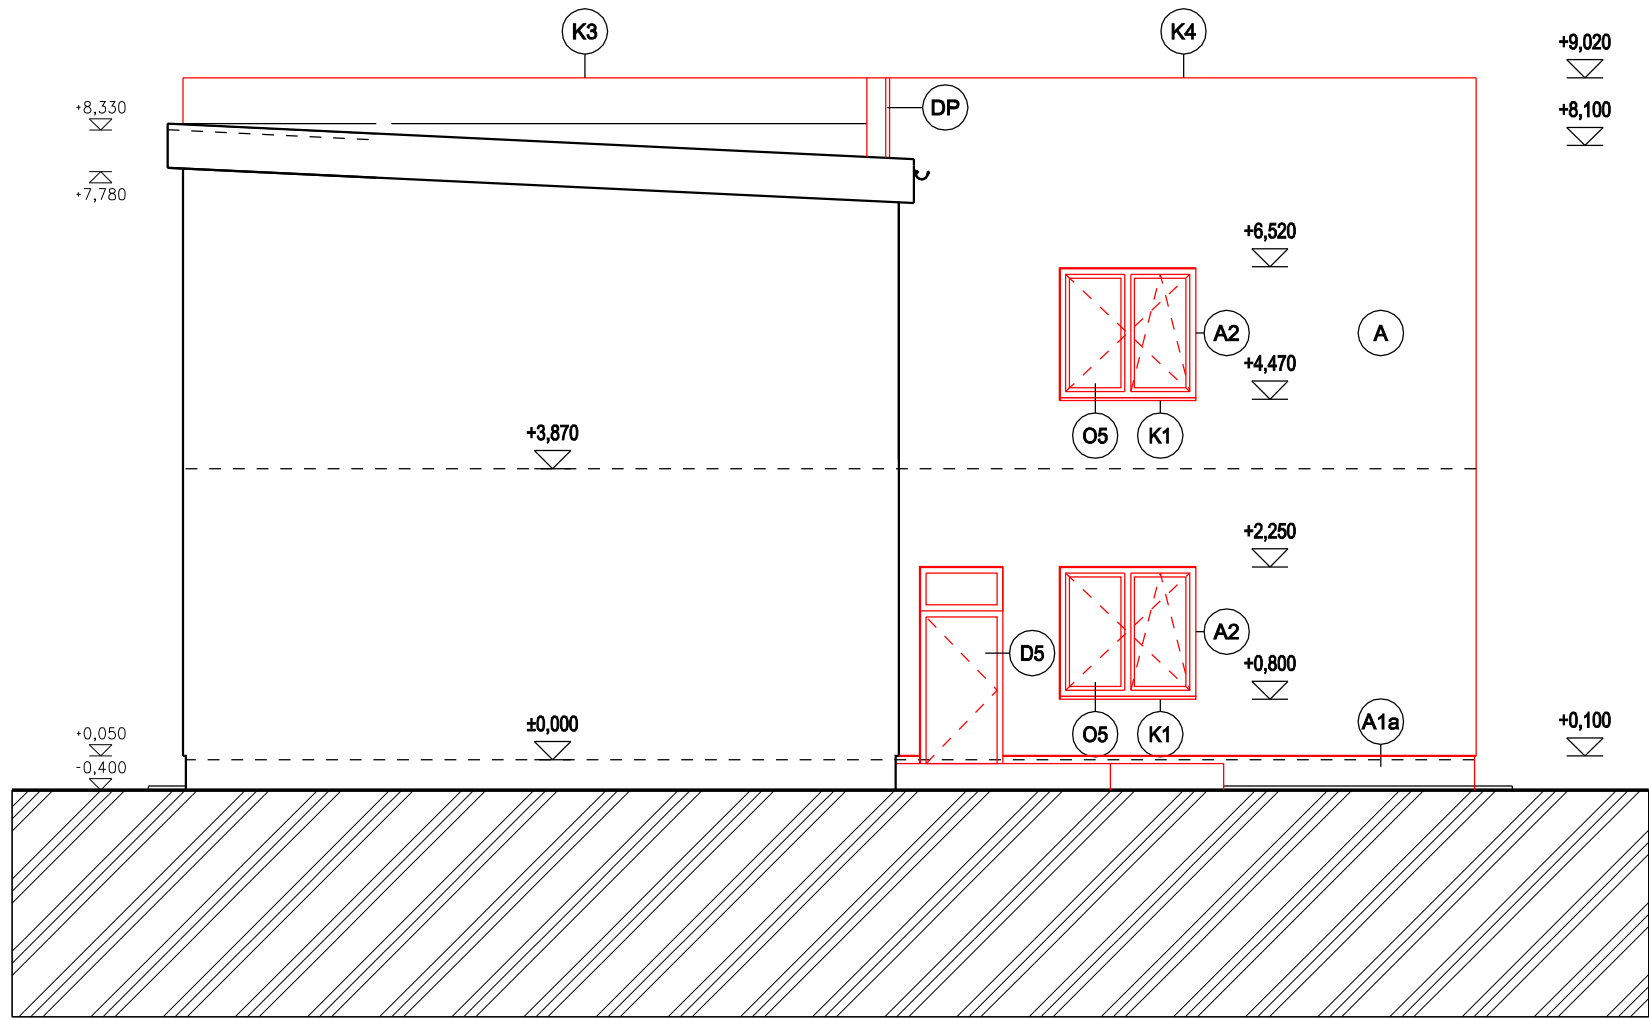 K3
K4
+9,020
+8,330
DP
+8,100
+7,780
+6,520
A2
A
+4,470
+3,870
O5
K1
+2,250
A2
D5
+0,800
+0,050
±0,000
O5
K1
A1a
+0,100
-0,400